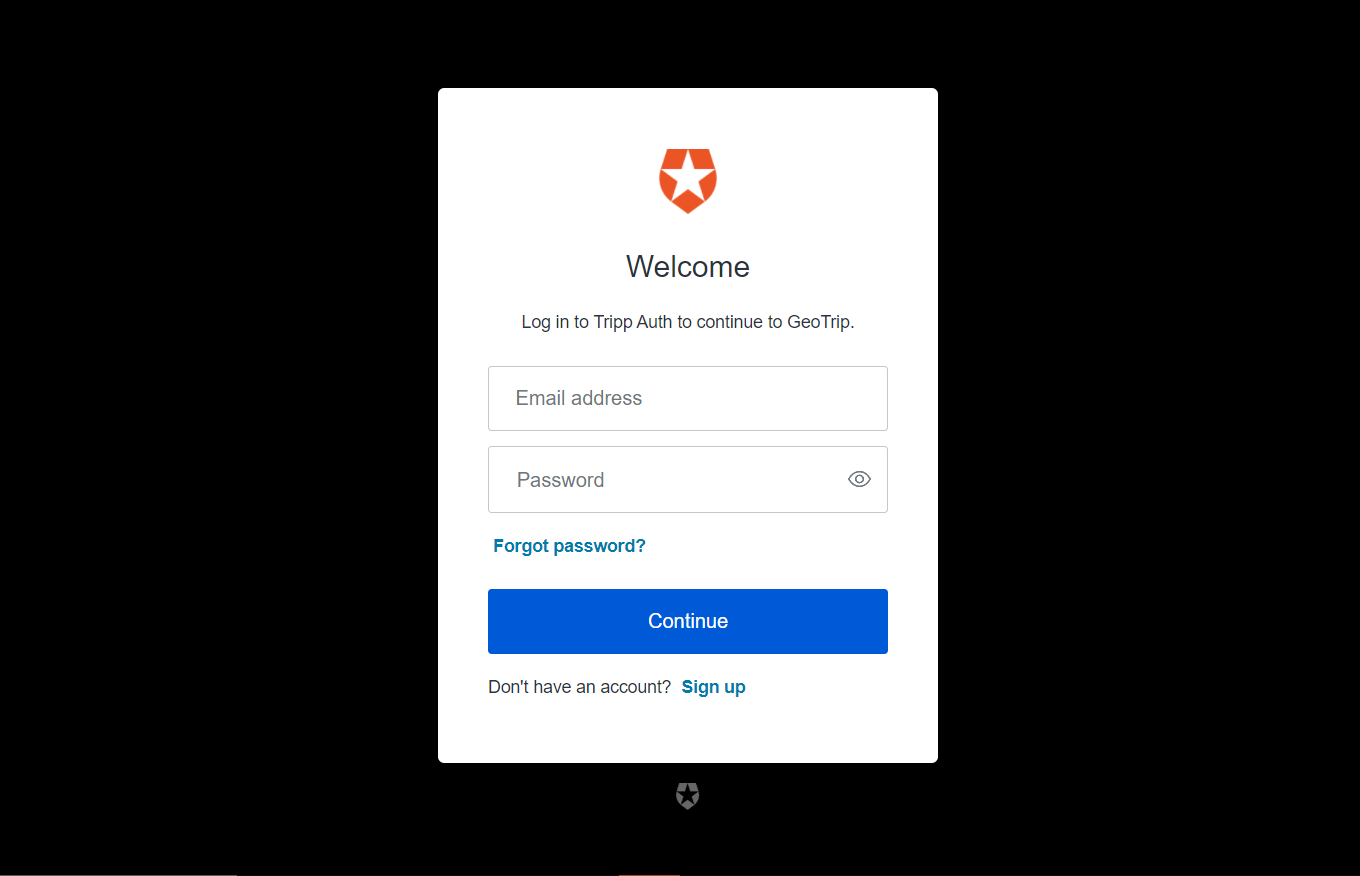 Welcome
Log in to Tripp Auth to continue to GeoTrip.
Email address
Password
Forgot password?
Continue
Don't have an account? Sign up